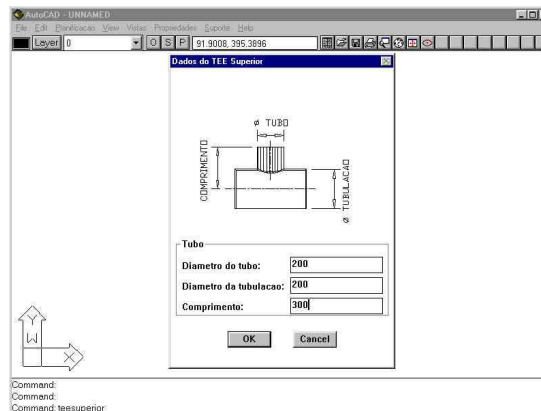 AutoCAD - UNNAMED
File Edit Planificacao View Vistas Propriedades Suporte Help
Layer 0 O S P 91.9008, 395.3896
Dados do TEE Superior
ø TUBO
COMPRIMENTO
ø TUBULACAO
Tubo
Diametro do tubo: 200
Diametro da tubulacao: 200
Comprimento: 300
OK Cancel
Y
W
X
Command:
Command:
Command: teesuperior